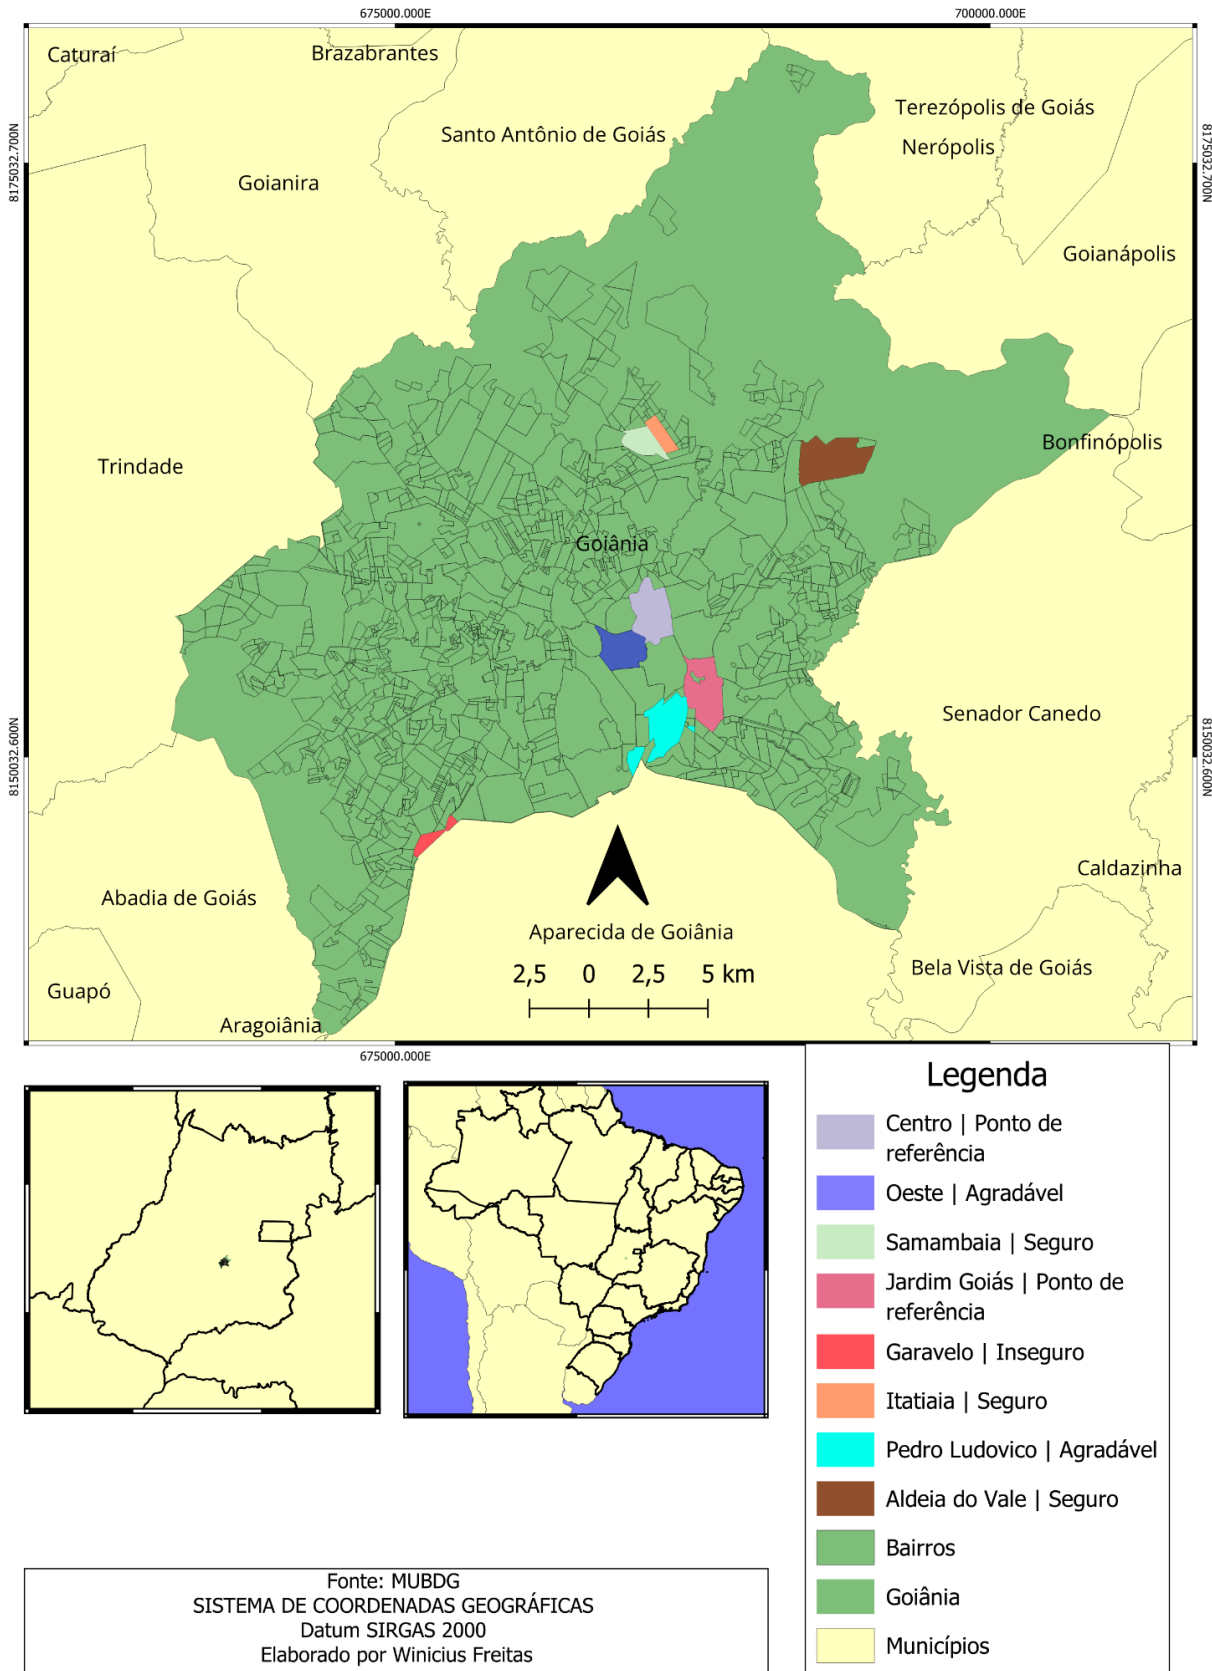 675000.000E
700000.000E
Caturaí
Brazabrantes
Terezópolis de Goiás
Santo Antônio de Goiás
Nerópolis
8175032.700N
8175032.700N
Goianira
Goianápolis
Bonfinópolis
Trindade
Goiânia
Senador Canedo
8150032.600N
8150032.600N
Caldazinha
Abadia de Goiás
Aparecida de Goiânia
Bela Vista de Goiás
2,5 0 2,5 5 km
Guapó
Aragoiânia
675000.000E
Legenda
Centro | Ponto de
referência
Oeste | Agradável
Samambaia | Seguro
Jardim Goiás | Ponto de
referência
Garavelo | Inseguro
Itatiaia | Seguro
Pedro Ludovico | Agradável
Aldeia do Vale | Seguro
Bairros
Goiânia
Municípios
Fonte: MUBDG
SISTEMA DE COORDENADAS GEOGRÁFICAS
Datum SIRGAS 2000
Elaborado por Winicius Freitas